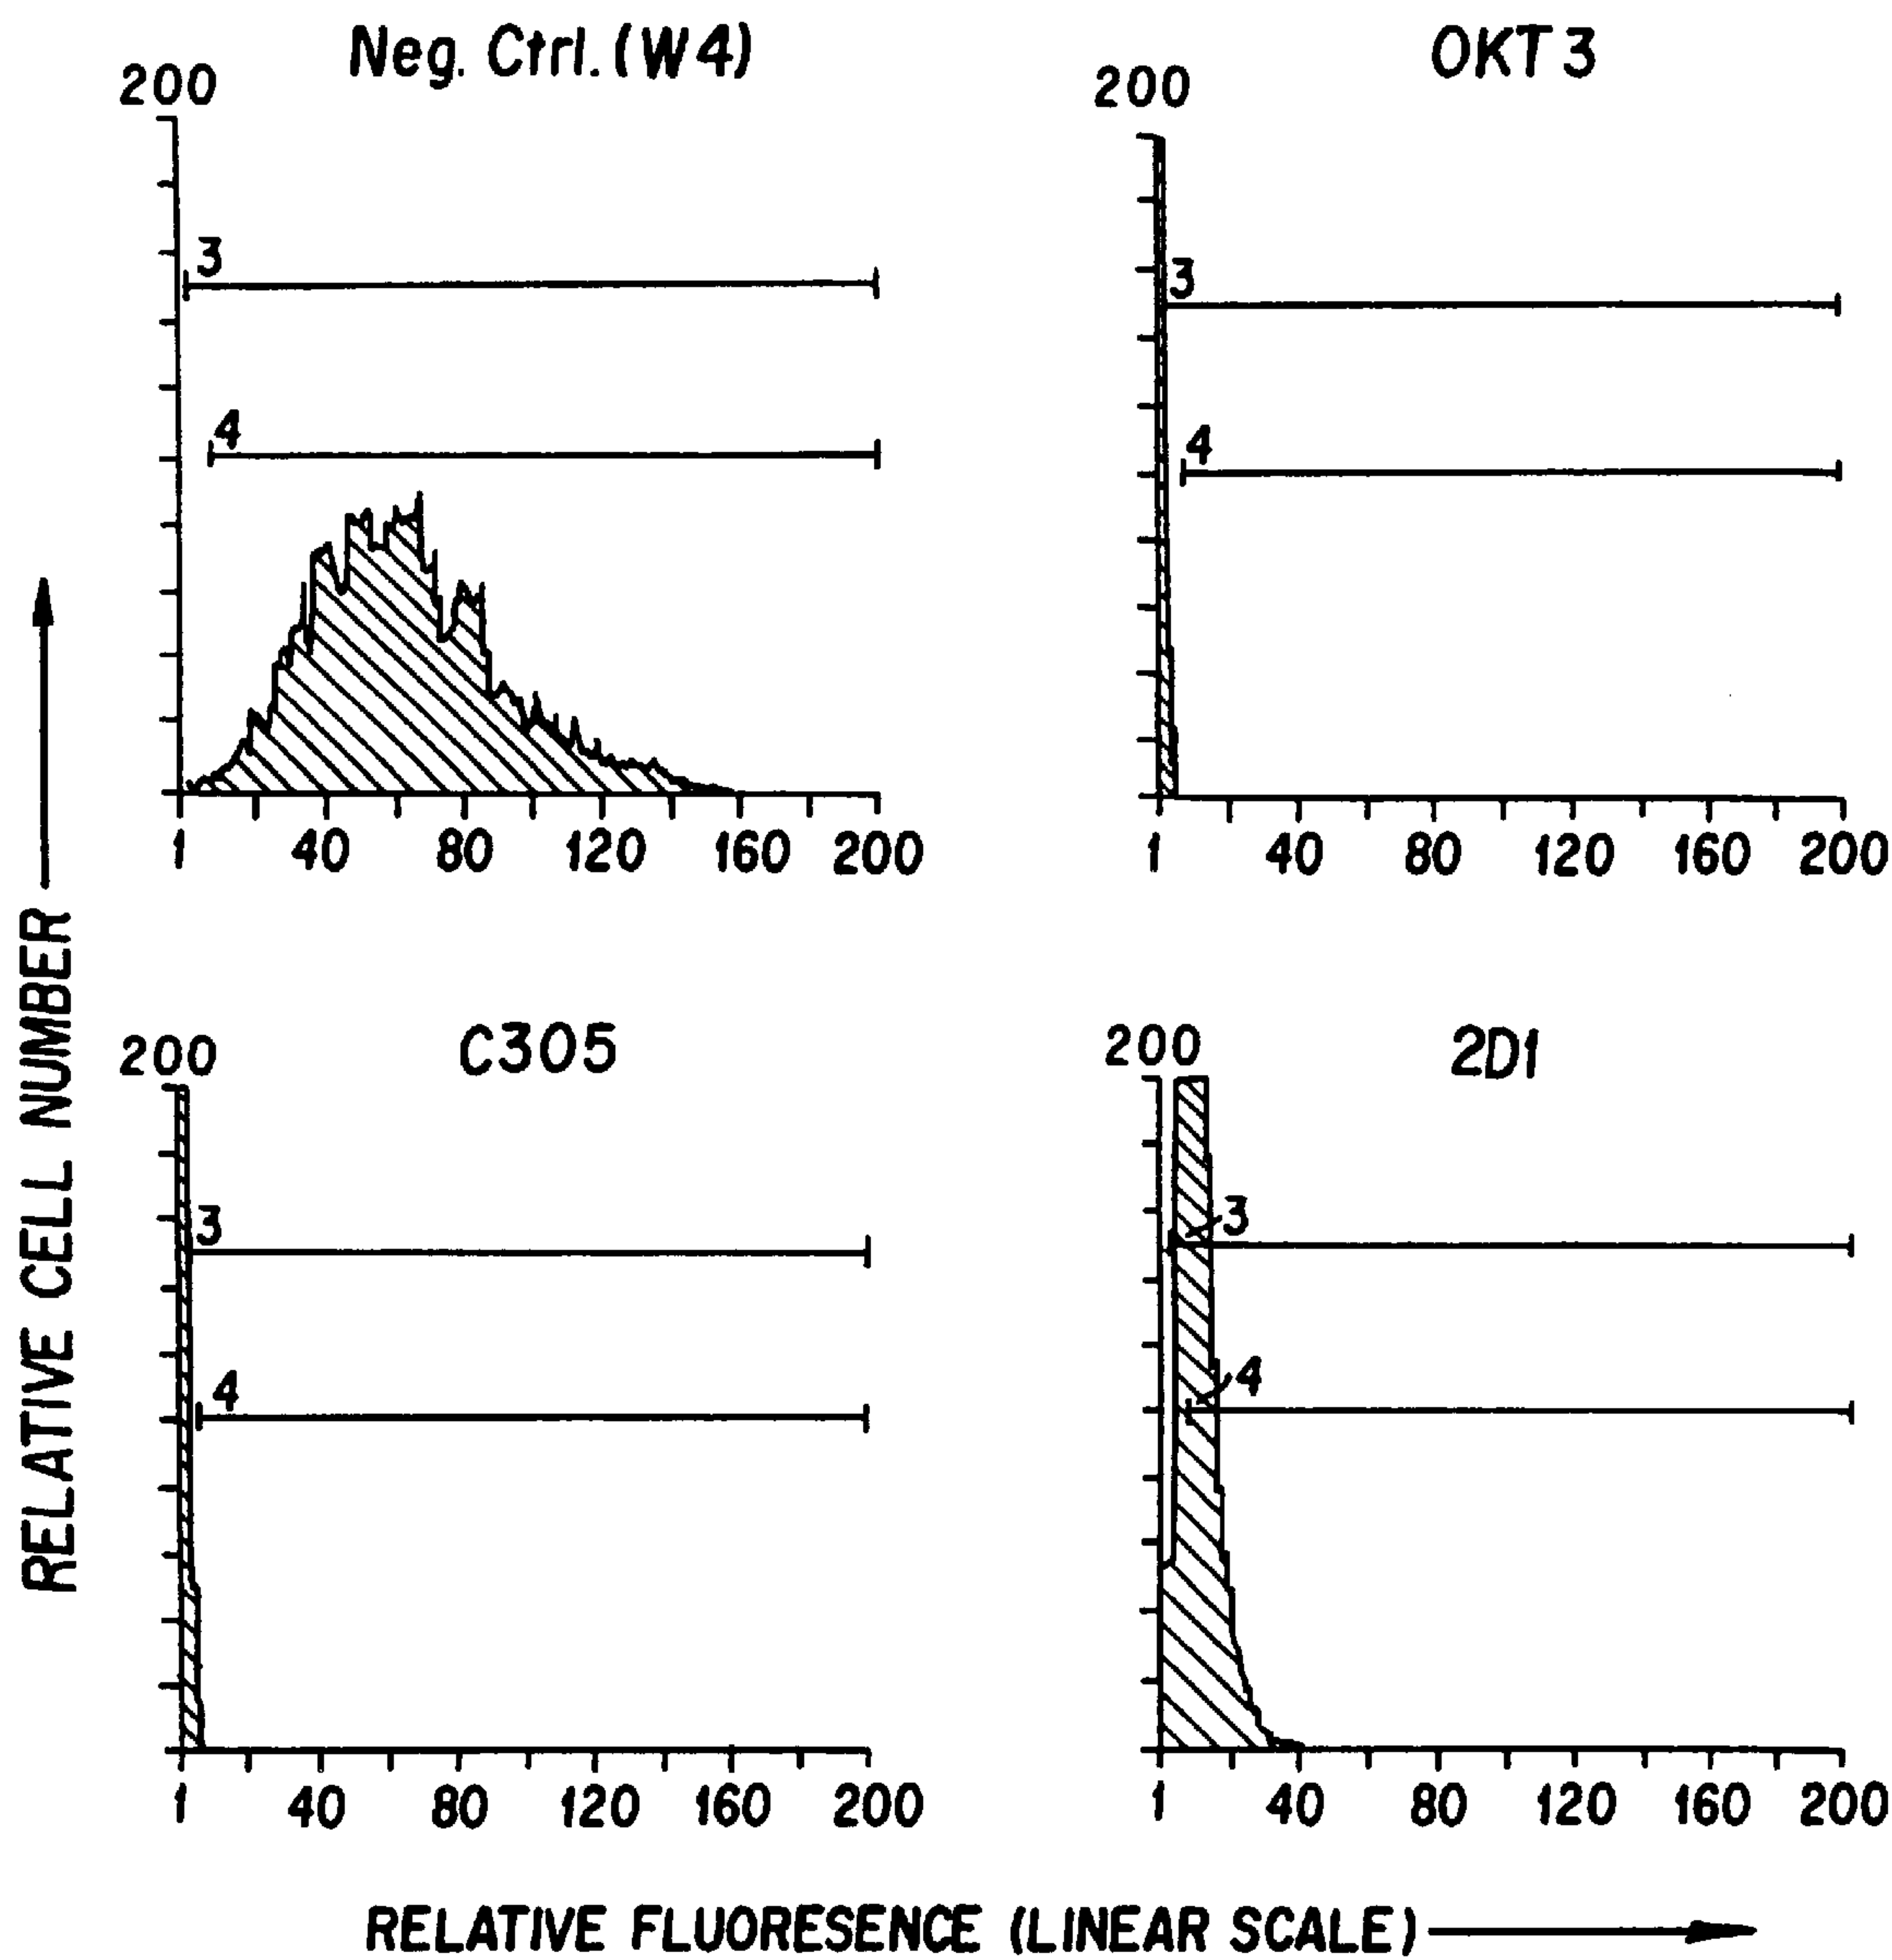 Neg. Ctrl. (W4)
200
3
4
1 40 80 120 160 200
OKT 3
200
3
4
1 40 80 120 160 200
C305
200
3
4
1 40 80 120 160 200
2D1
200
3
4
1 40 80 120 160 200
RELATIVE CELL NUMBER
RELATIVE FLUORESENCE (LINEAR SCALE)